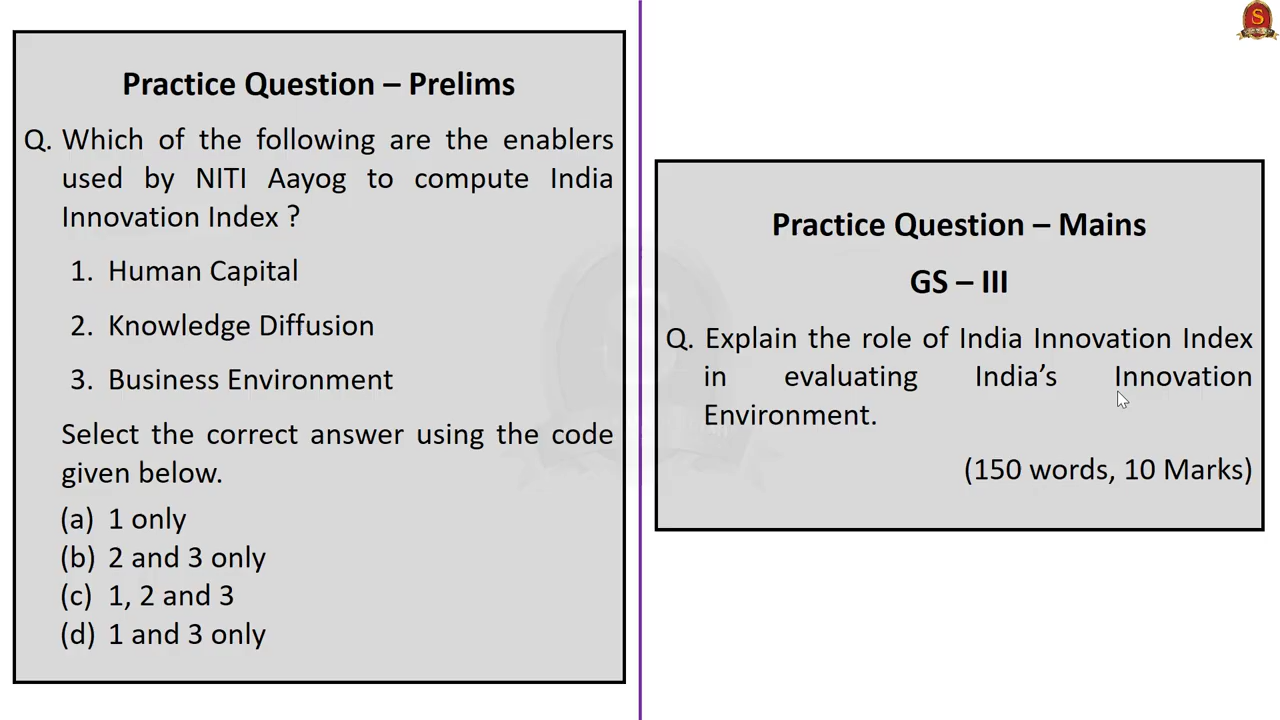 Practice Question – Prelims
Q. Which of the following are the enablers
used by NITI Aayog to compute India
Innovation Index ?
1. Human Capital
2. Knowledge Diffusion
3. Business Environment
Select the correct answer using the code
given below.
(a) 1 only
(b) 2 and 3 only
(c) 1, 2 and 3
(d) 1 and 3 only
S
Practice Question – Mains
GS – III
Q. Explain the role of India Innovation Index
in evaluating India’s Innovation
Environment.
(150 words, 10 Marks)